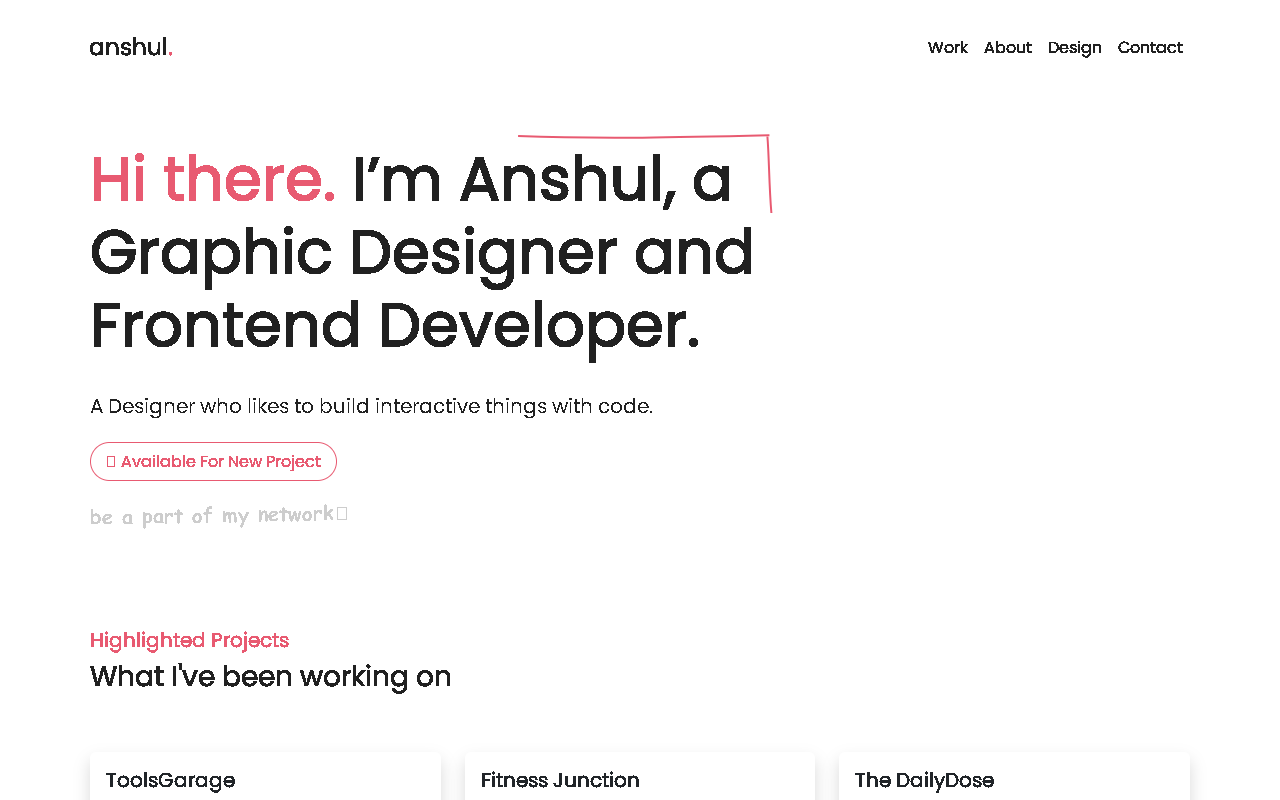 anshul.
Work About Design Contact
Hi there. I’m Anshul, a
Graphic Designer and
Frontend Developer.
A Designer who likes to build interactive things with code.
Available For New Project
be a part of my network
Highlighted Projects
What I've been working on
ToolsGarage
Fitness Junction
The DailyDose